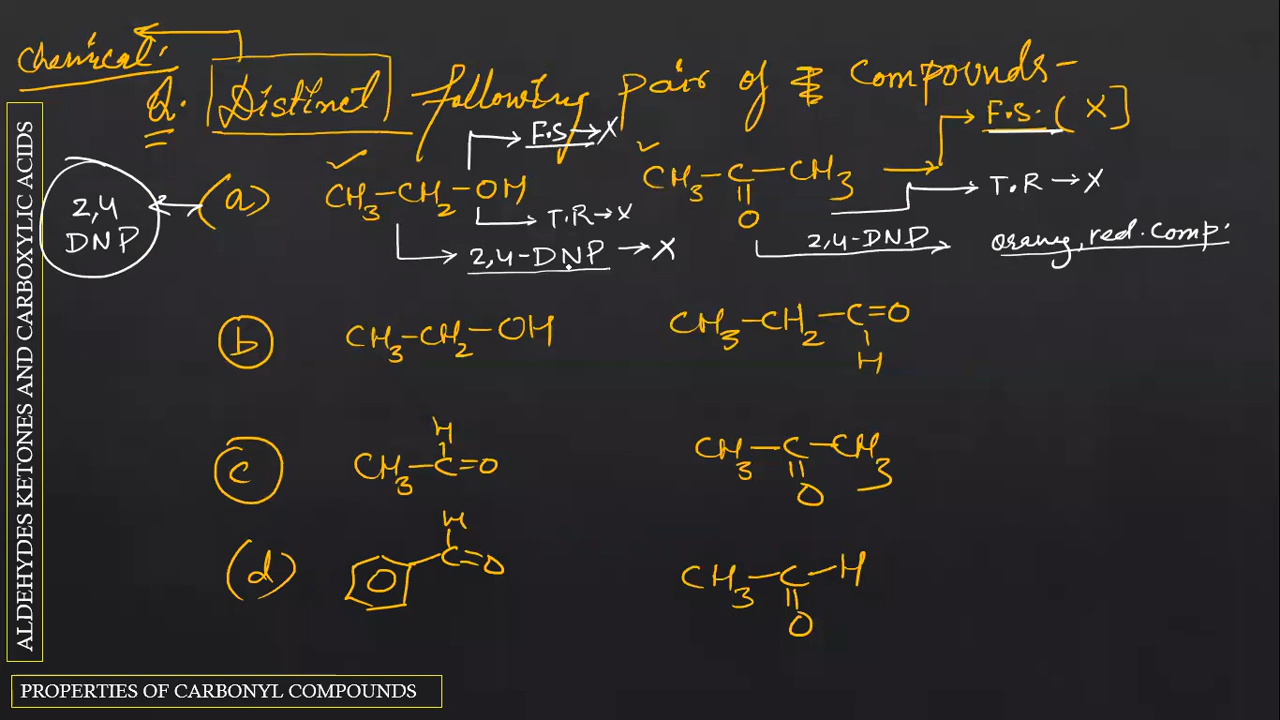 Chemical:
Q. Distinct following pair of compounds-
F.S → X
F.S. ( X ]
(a) CH3-CH2-OH CH3-C-CH3
O
T.R → X
T.R → X
2,4
DNP
2,4-DNP → X
2,4-DNP orang, red. comp.
(b) CH3-CH2-OH CH3-CH2-C=O
H
H
(c) CH3-C=O CH3-C-CH3
O
H
(d) C=O CH3-C-H
O
ALDEHYDES KETONES AND CARBOXYLIC ACIDS
PROPERTIES OF CARBONYL COMPOUNDS